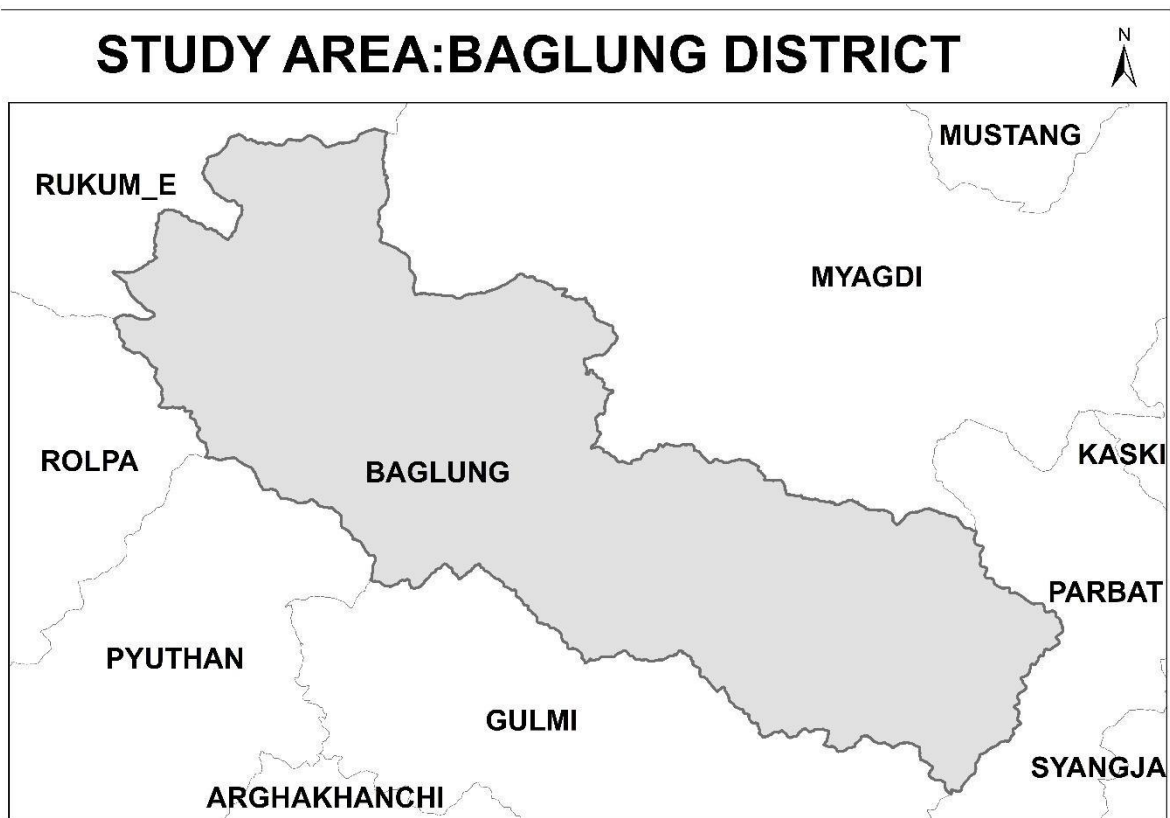 STUDY AREA:BAGLUNG DISTRICT
N
MUSTANG
RUKUM_E
MYAGDI
KASKI
ROLPA
BAGLUNG
PARBAT
PYUTHAN
GULMI
SYANGJA
ARGHAKHANCHI